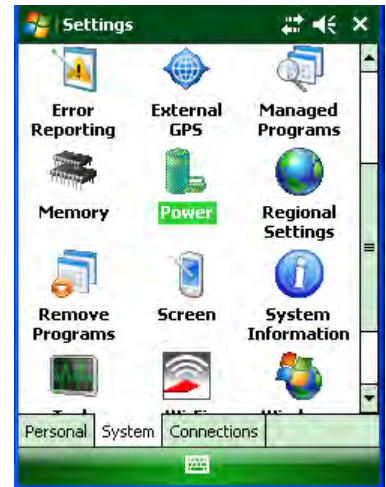 Settings
Error
Reporting
External
GPS
Managed
Programs
Memory
Power
Regional
Settings
Remove
Programs
Screen
System
Information
Personal
System
Connections